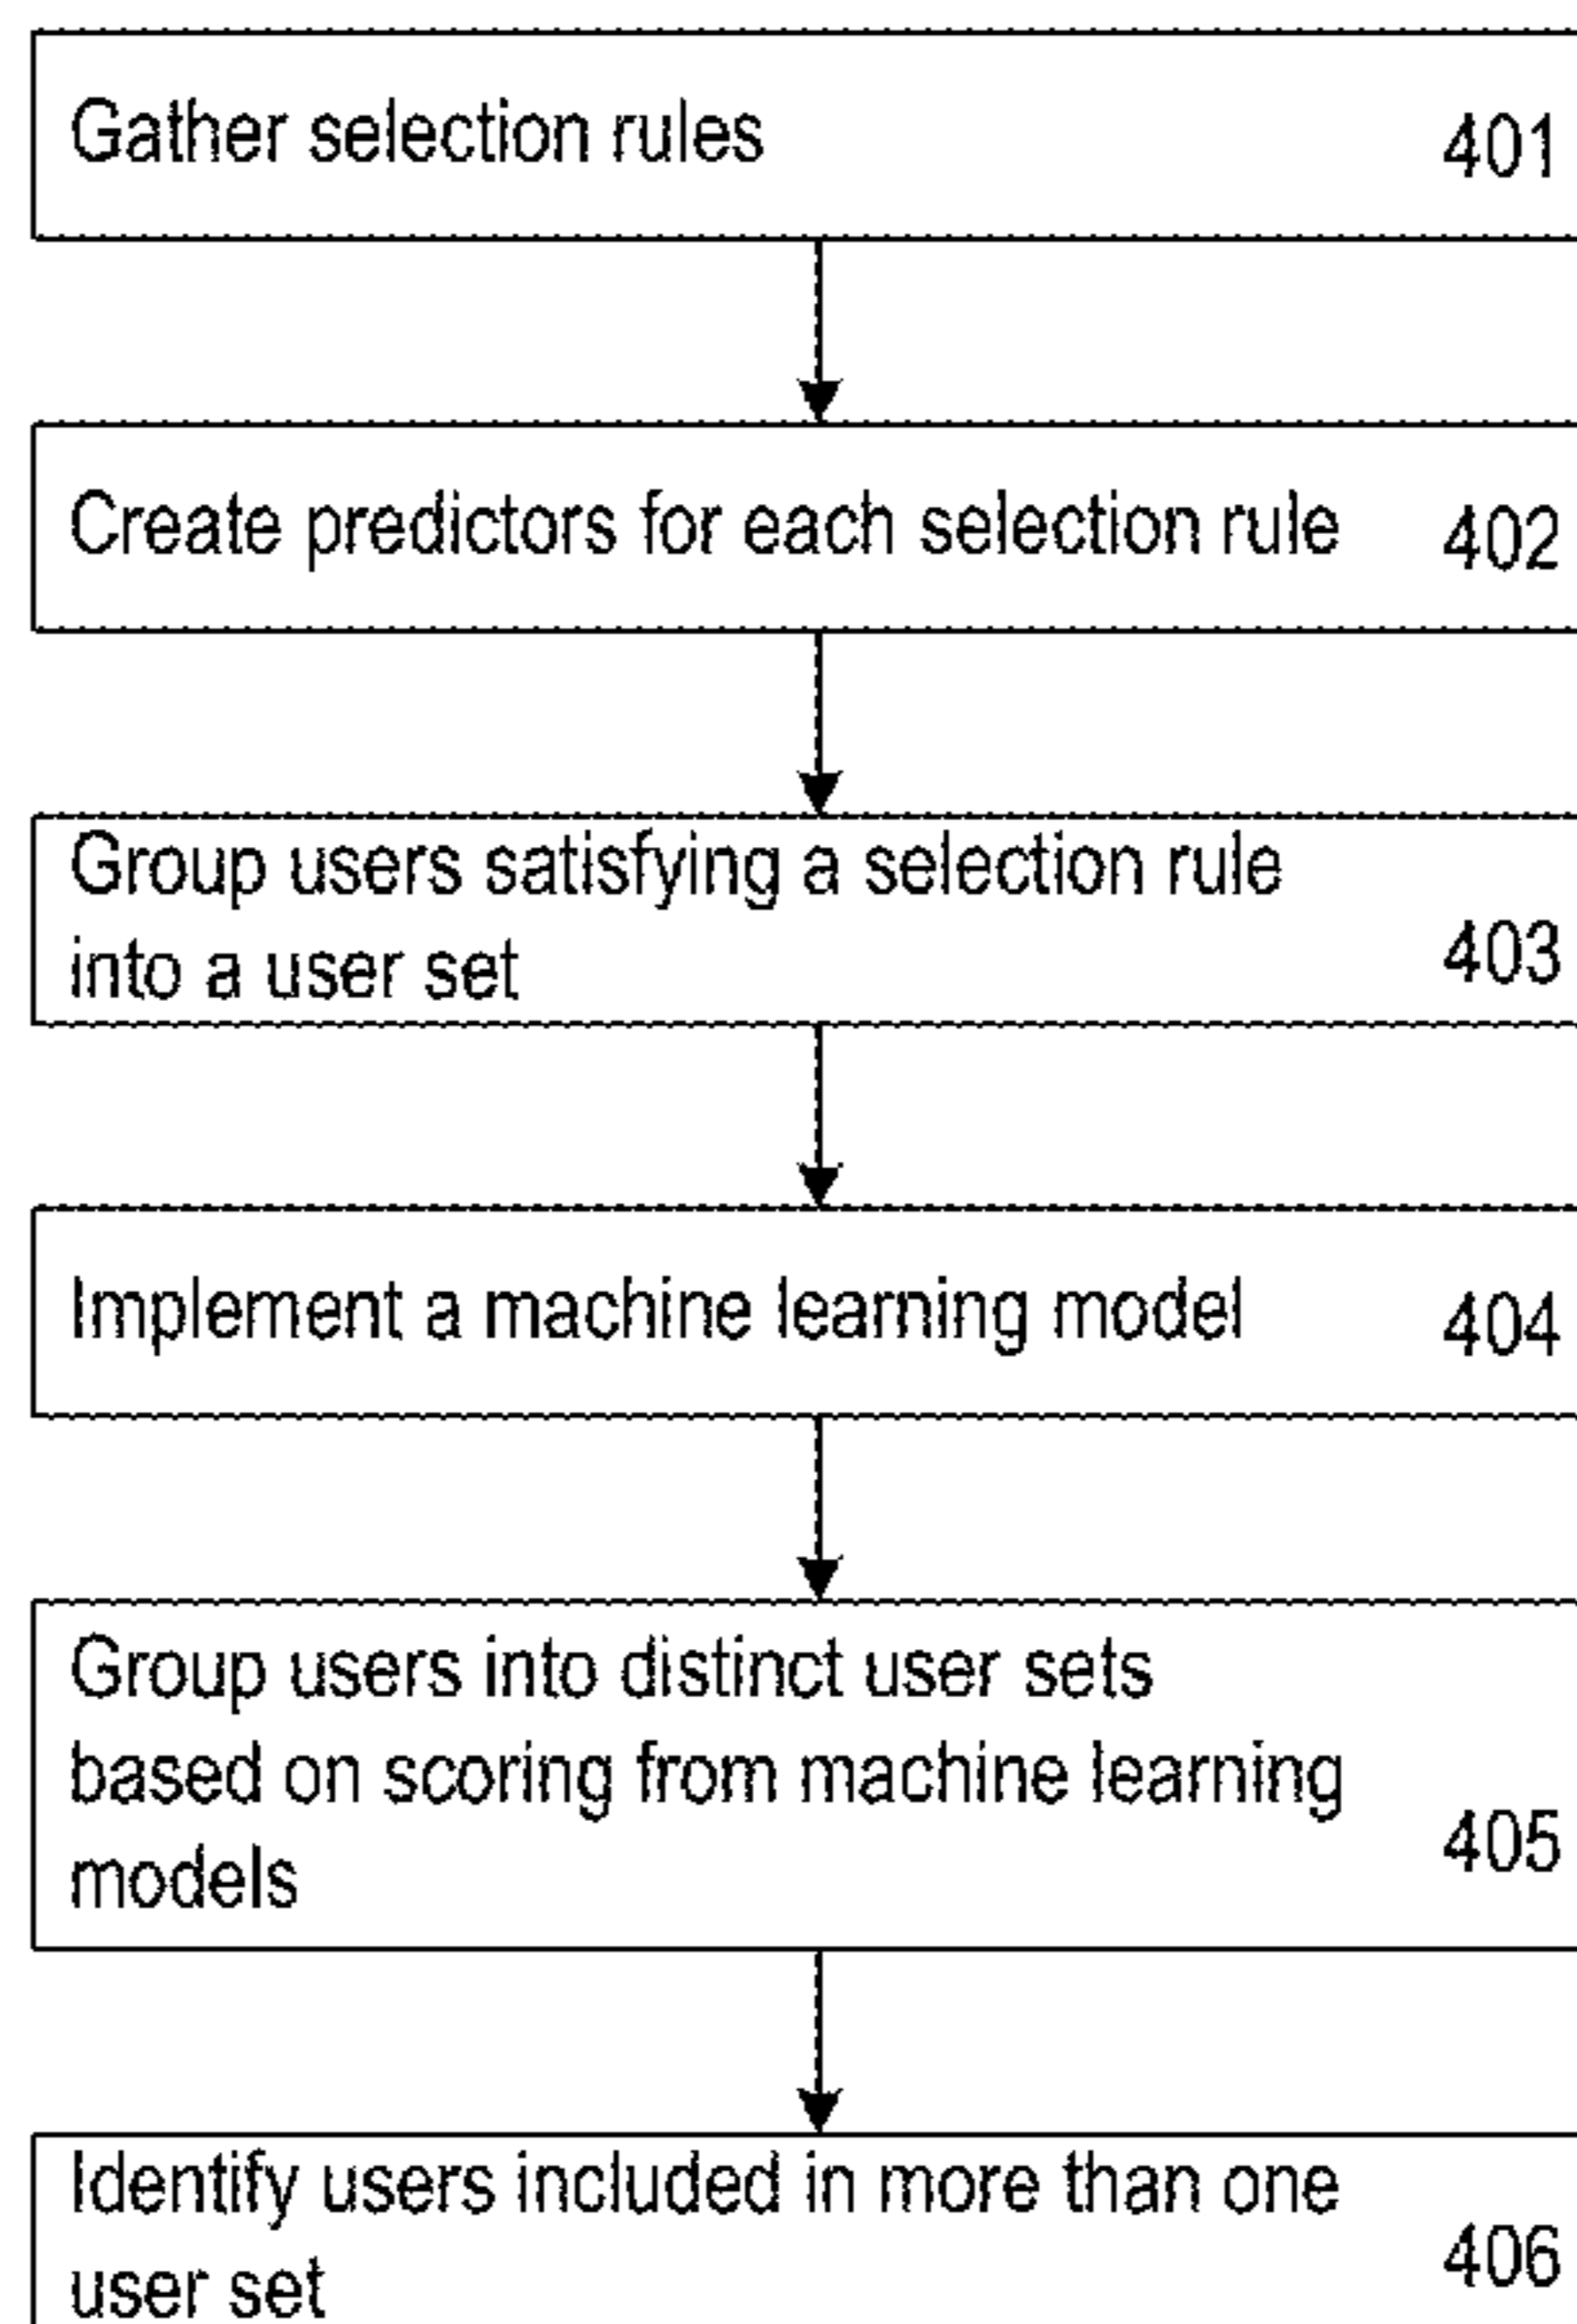 Gather selection rules 401
Create predictors for each selection rule 402
Group users satisfying a selection rule
into a user set 403
Implement a machine learning model 404
Group users into distinct user sets
based on scoring from machine learning
models 405
Identify users included in more than one
user set 406